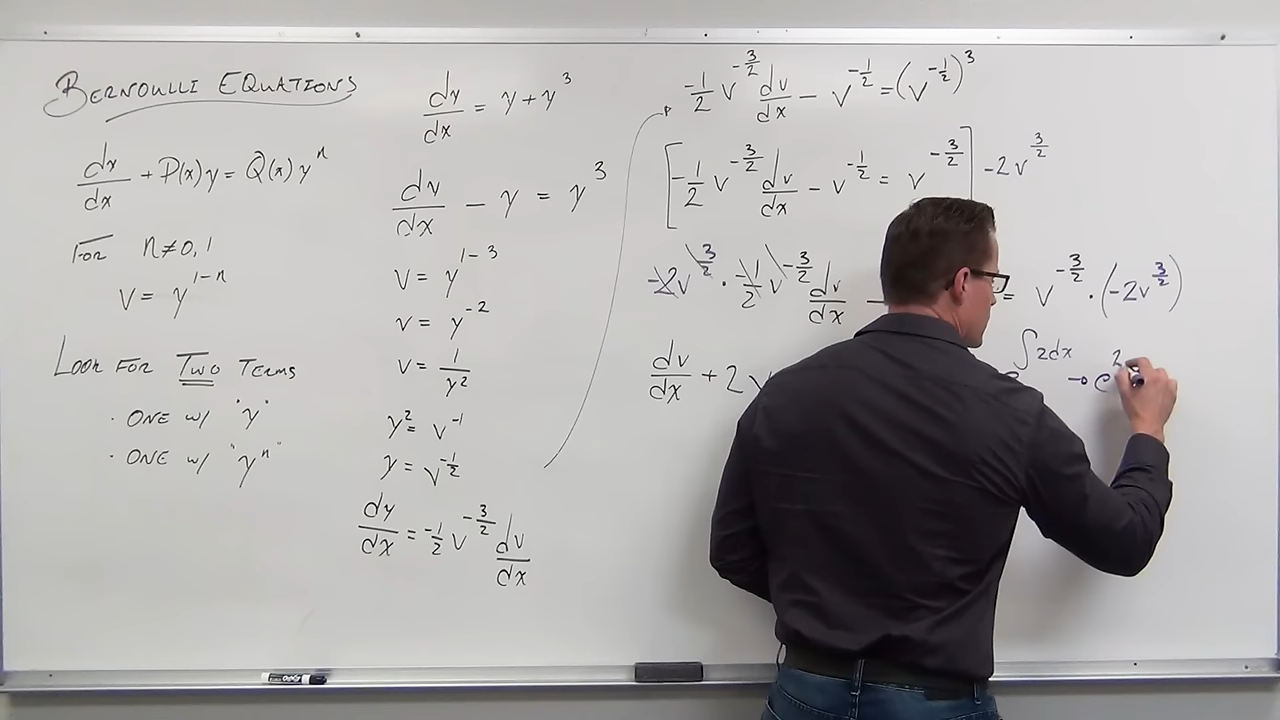 BERNOULLI EQUATIONS
dy/dx + P(x)y = Q(x)y^n
FOR n≠0,1
v = y^{1-n}
LOOK FOR TWO TERMS
· ONE w/ "y"
· ONE w/ "y^n"
dy/dx = y + y^3
dy/dx - y = y^3
v = y^{1-3}
v = y^{-2}
v = 1/y^2
y^2 = v^{-1}
y = v^{-1/2}
dy/dx = -1/2 v^{-3/2} dv/dx
-1/2 v^{-3/2} dv/dx - v^{-1/2} = (v^{-1/2})^3
[-1/2 v^{-3/2} dv/dx - v^{-1/2} = v^{-3/2}] -2v^{3/2}
-2v^{3/2} · -1/2 v^{-3/2} dv/dx - = v^{-3/2} · (-2v^{3/2})
dv/dx + 2v
e^{∫2dx} → e^{2
EXPO